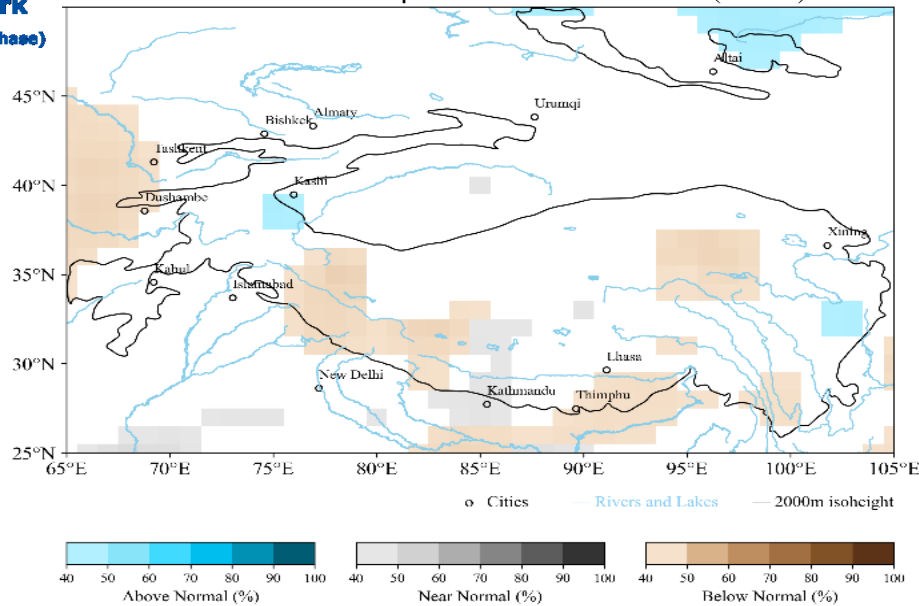 rk
hase)
Altai
45°N
Urumqi
Almaty
Bishkek
Tashkent
40°N
Kashi
Dushambe
Xining
35°N
Kabul
Islamabad
30°N
Lhasa
New Delhi
Kathmandu
Thimphu
25°N
65°E 70°E 75°E 80°E 85°E 90°E 95°E 100°E 105°E
Cities Rivers and Lakes 2000m isoheight
40 50 60 70 80 90 100 40 50 60 70 80 90 100 40 50 60 70 80 90 100
Above Normal (%) Near Normal (%) Below Normal (%)